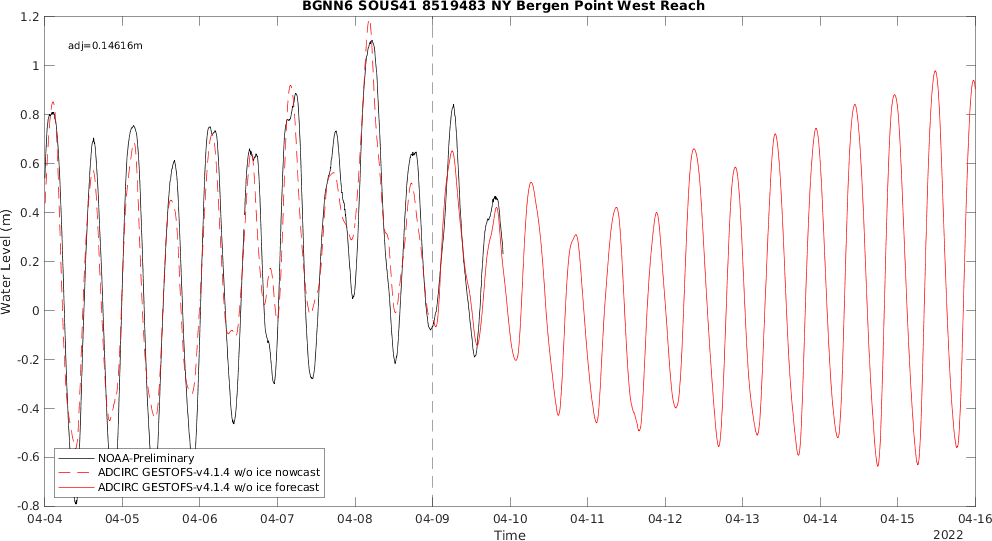 BGNN6 SOUS41 8519483 NY Bergen Point West Reach
adj=0.14616m
1.2
1
0.8
0.6
0.4
0.2
0
-0.2
-0.4
-0.6
-0.8
Water Level (m)
NOAA-Preliminary
ADCIRC GESTOFS-v4.1.4 w/o ice nowcast
ADCIRC GESTOFS-v4.1.4 w/o ice forecast
04-04 04-05 04-06 04-07 04-08 04-09 04-10 04-11 04-12 04-13 04-14 04-15 04-16
Time
2022